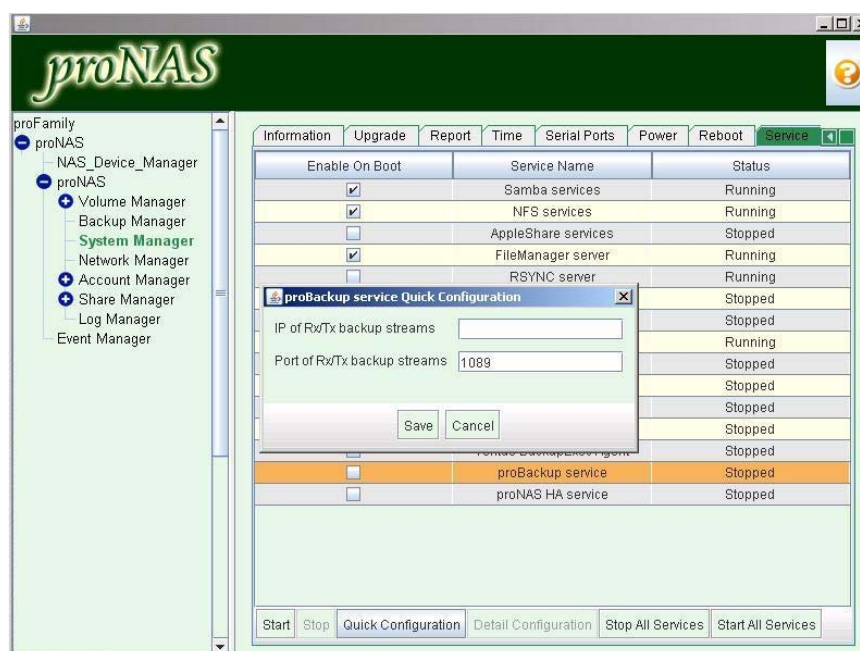 proNAS
proFamily
proNAS
NAS_Device_Manager
proNAS
Volume Manager
Backup Manager
System Manager
Network Manager
Account Manager
Share Manager
Log Manager
Event Manager
Information Upgrade Report Time Serial Ports Power Reboot Service
Enable On Boot Service Name Status
Samba services Running
NFS services Running
AppleShare services Stopped
FileManager server Running
RSYNC server Running
Stopped
Stopped
Running
Stopped
Stopped
Stopped
Stopped
Stopped
proBackup service Stopped
proNAS HA service Stopped
proBackup service Quick Configuration
IP of Rx/Tx backup streams
Port of Rx/Tx backup streams 1089
Save Cancel
Start Stop Quick Configuration Detail Configuration Stop All Services Start All Services